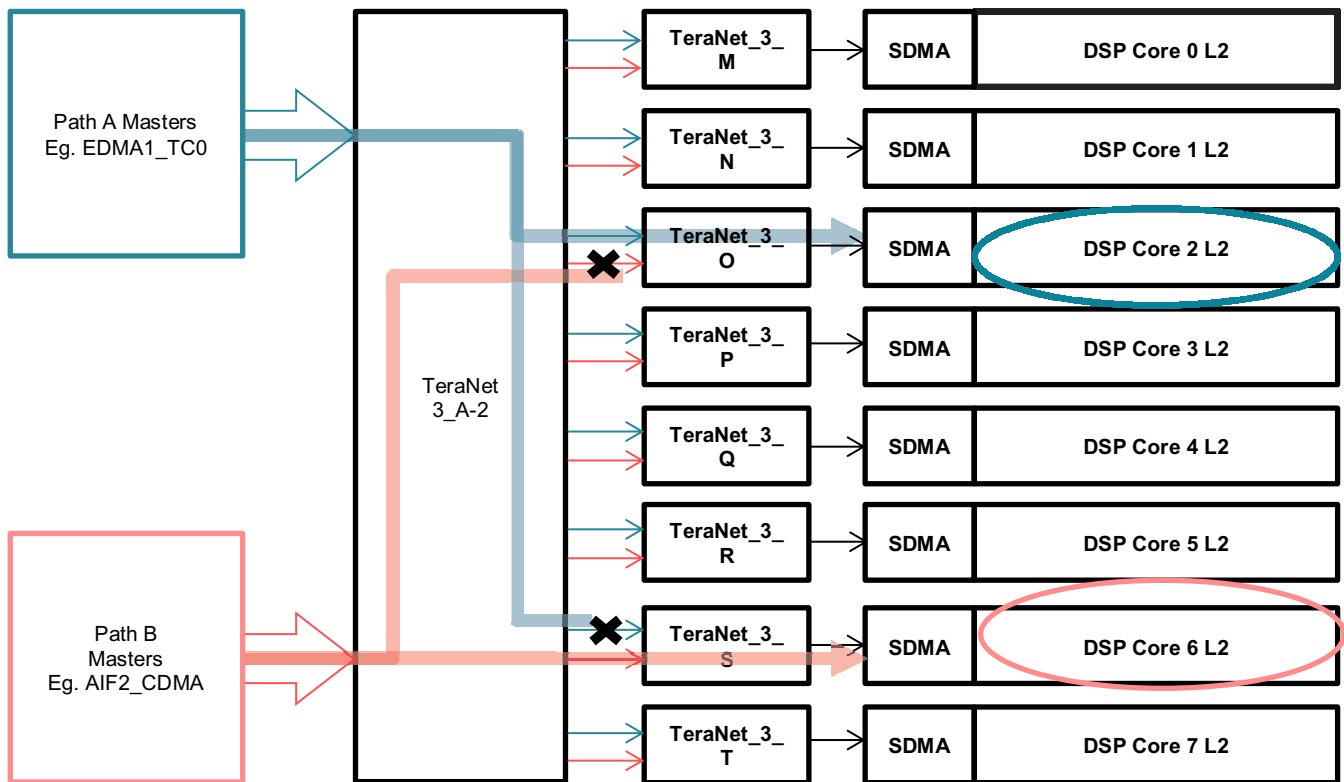 Path A Masters
Eg. EDMA1_TC0
Path B
Masters
Eg. AIF2_CDMA
TeraNet
3_A-2
TeraNet_3_
M
SDMA
DSP Core 0 L2
TeraNet_3_
N
SDMA
DSP Core 1 L2
TeraNet_3_
O
SDMA
DSP Core 2 L2
TeraNet_3_
P
SDMA
DSP Core 3 L2
TeraNet_3_
Q
SDMA
DSP Core 4 L2
TeraNet_3_
R
SDMA
DSP Core 5 L2
TeraNet_3_
S
SDMA
DSP Core 6 L2
TeraNet_3_
T
SDMA
DSP Core 7 L2